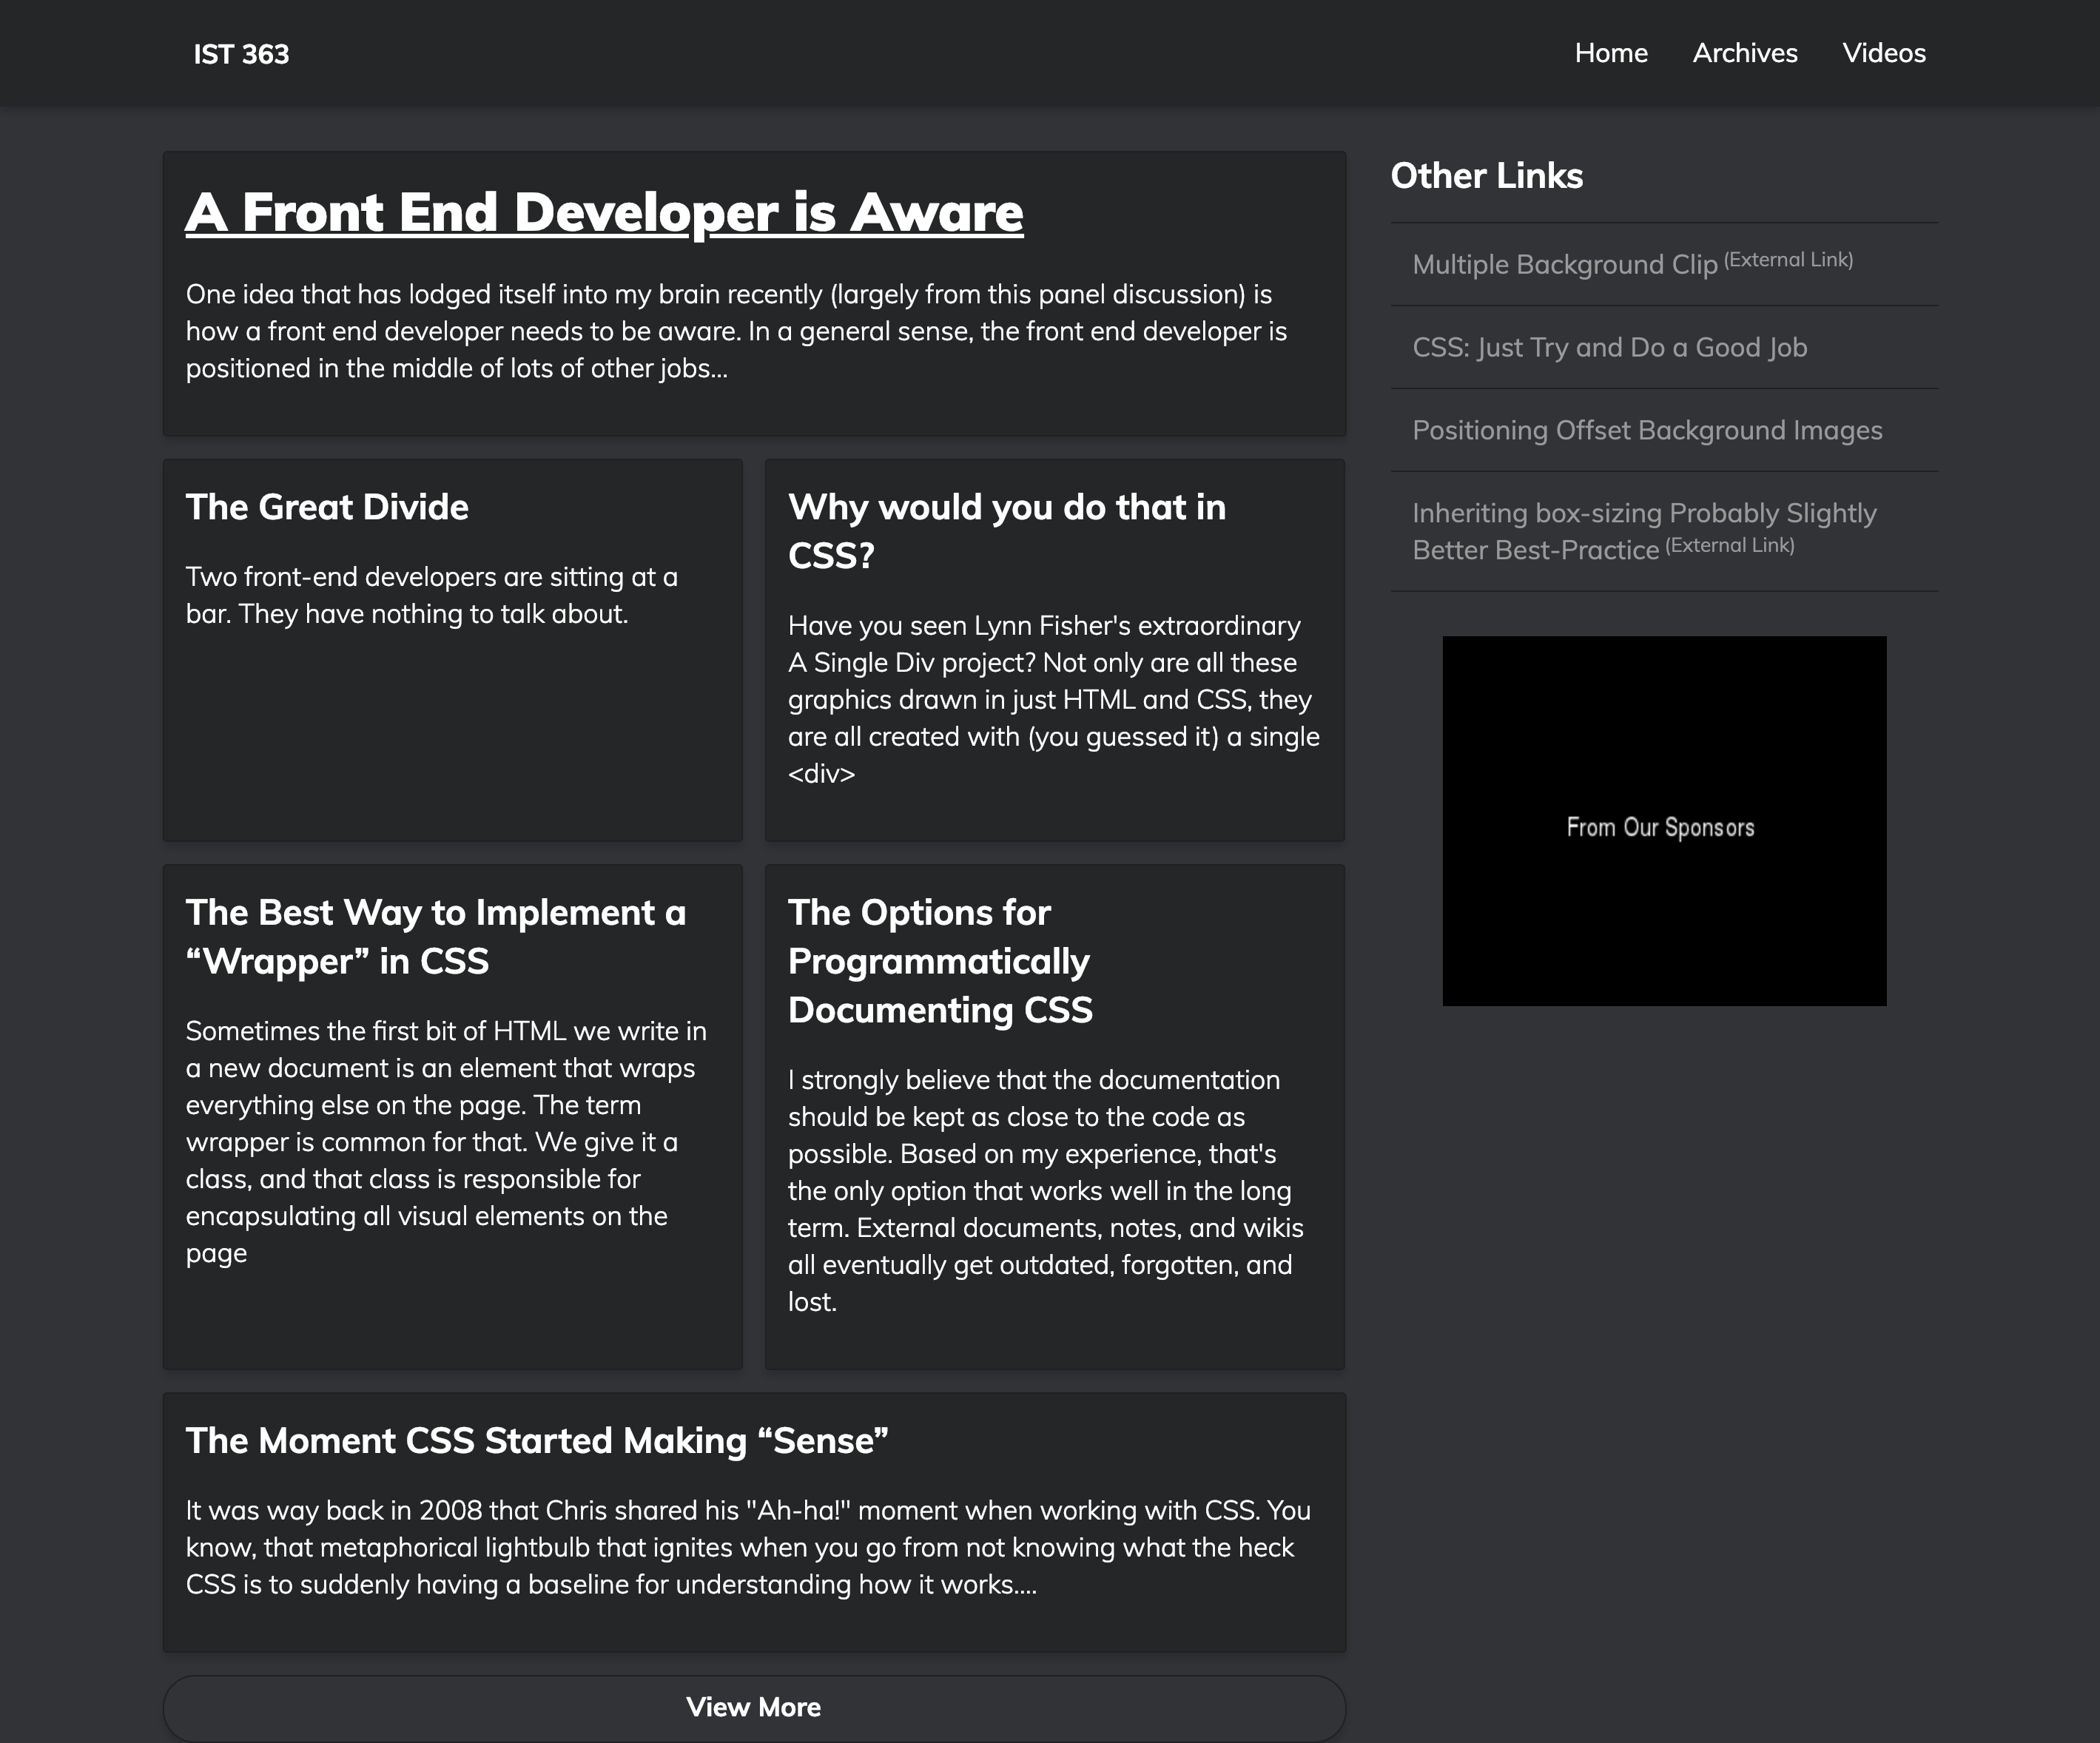 IST 363
Home Archives Videos
A Front End Developer is Aware
One idea that has lodged itself into my brain recently (largely from this panel discussion) is
how a front end developer needs to be aware. In a general sense, the front end developer is
positioned in the middle of lots of other jobs...
The Great Divide
Two front-end developers are sitting at a
bar. They have nothing to talk about.
Why would you do that in
CSS?
Have you seen Lynn Fisher's extraordinary
A Single Div project? Not only are all these
graphics drawn in just HTML and CSS, they
are all created with (you guessed it) a single
<div>
The Best Way to Implement a
“Wrapper” in CSS
Sometimes the first bit of HTML we write in
a new document is an element that wraps
everything else on the page. The term
wrapper is common for that. We give it a
class, and that class is responsible for
encapsulating all visual elements on the
page
The Options for
Programmatically
Documenting CSS
I strongly believe that the documentation
should be kept as close to the code as
possible. Based on my experience, that's
the only option that works well in the long
term. External documents, notes, and wikis
all eventually get outdated, forgotten, and
lost.
The Moment CSS Started Making “Sense”
It was way back in 2008 that Chris shared his "Ah-ha!" moment when working with CSS. You
know, that metaphorical lightbulb that ignites when you go from not knowing what the heck
CSS is to suddenly having a baseline for understanding how it works....
View More
Other Links
Multiple Background Clip (External Link)
CSS: Just Try and Do a Good Job
Positioning Offset Background Images
Inheriting box-sizing Probably Slightly
Better Best-Practice (External Link)
From Our Sponsors